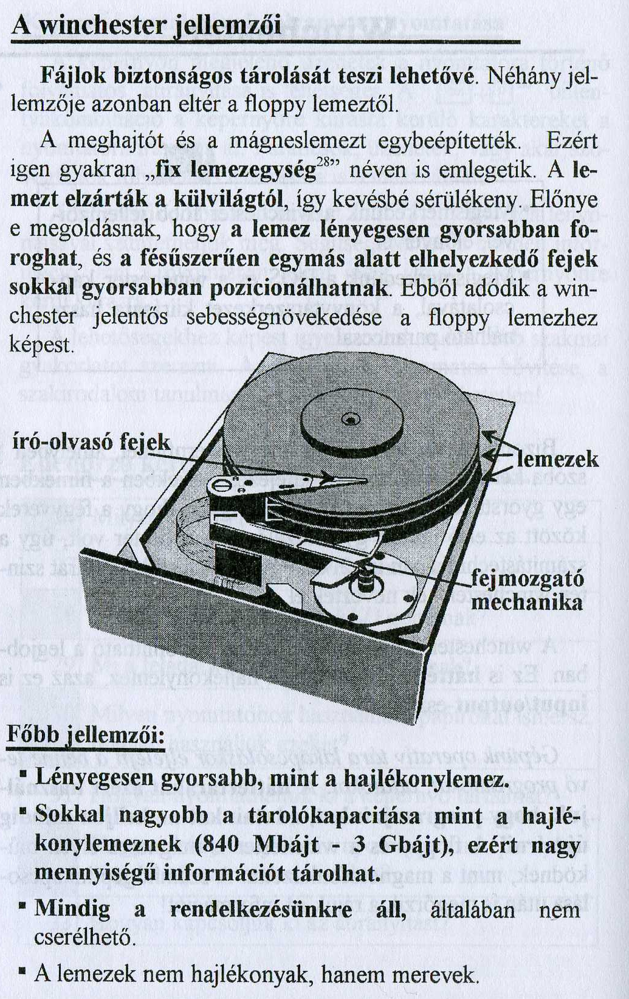 A winchester jellemzői
Fájlok biztonságos tárolását teszi lehetővé. Néhány jel-
lemzője azonban eltér a floppy lemeztől.
A meghajtót és a mágneslemezt egybeépítették. Ezért
igen gyakran „fix lemezegység²⁸” néven is emlegetik. A le-
mezt elzárták a külvilágtól, így kevésbé sérülékeny. Előnye
e megoldásnak, hogy a lemez lényegesen gyorsabban fo-
roghat, és a fésűszerűen egymás alatt elhelyezkedő fejek
sokkal gyorsabban pozicionálhatnak. Ebből adódik a win-
chester jelentős sebességnövekedése a floppy lemezhez
képest.
író-olvasó fejek
lemezek
fejmozgató
mechanika
Főbb jellemzői:
▪ Lényegesen gyorsabb, mint a hajlékonylemez.
▪ Sokkal nagyobb a tárolókapacitása mint a hajlé-
konylemeznek (840 Mbájt - 3 Gbájt), ezért nagy
mennyiségű információt tárolhat.
▪ Mindig a rendelkezésünkre áll, általában nem
cserélhető.
▪ A lemezek nem hajlékonyak, hanem merevek.